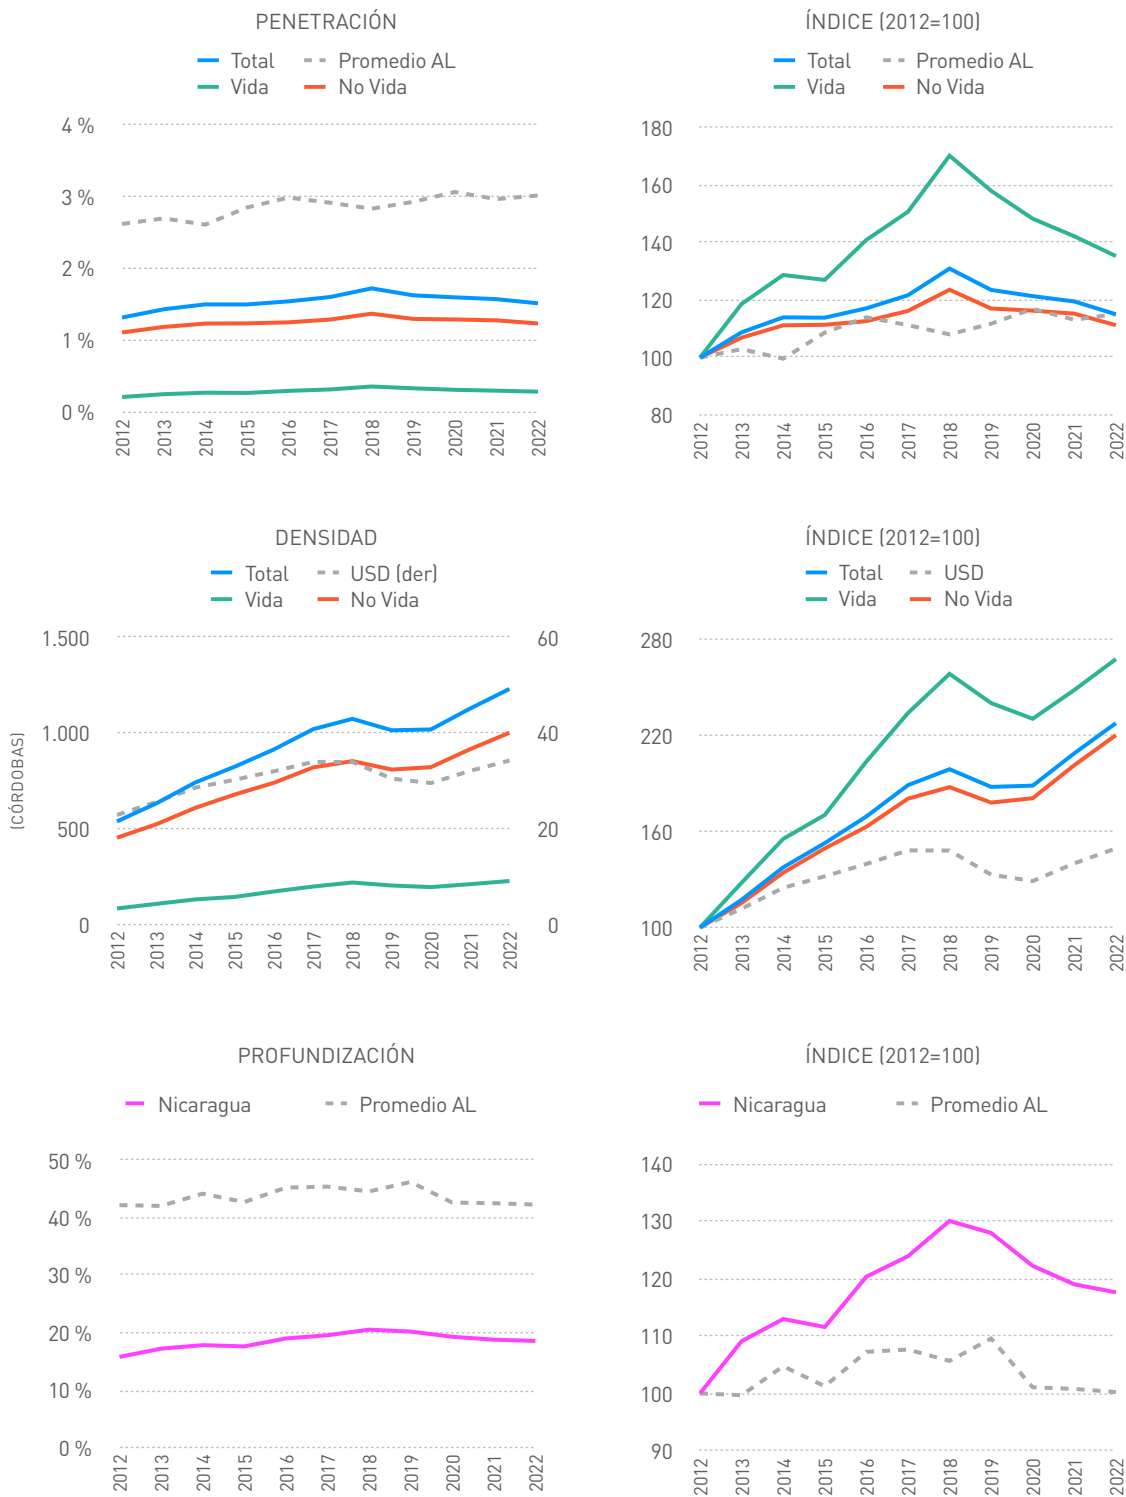 PENETRACIÓN
Total Promedio AL
Vida No Vida
4 %
3 %
2 %
1 %
0 %
2012 2013 2014 2015 2016 2017 2018 2019 2020 2021 2022
ÍNDICE (2012=100)
Total Promedio AL
Vida No Vida
180
160
140
120
100
80
2012 2013 2014 2015 2016 2017 2018 2019 2020 2021 2022
DENSIDAD
Total USD (der)
Vida No Vida
(CÓRDOBAS)
1.500 60
1.000 40
500 20
0 0
2012 2013 2014 2015 2016 2017 2018 2019 2020 2021 2022
ÍNDICE (2012=100)
Total USD
Vida No Vida
280
220
160
100
2012 2013 2014 2015 2016 2017 2018 2019 2020 2021 2022
PROFUNDIZACIÓN
Nicaragua Promedio AL
50 %
40 %
30 %
20 %
10 %
0 %
2012 2013 2014 2015 2016 2017 2018 2019 2020 2021 2022
ÍNDICE (2012=100)
Nicaragua Promedio AL
140
130
120
110
100
90
2012 2013 2014 2015 2016 2017 2018 2019 2020 2021 2022